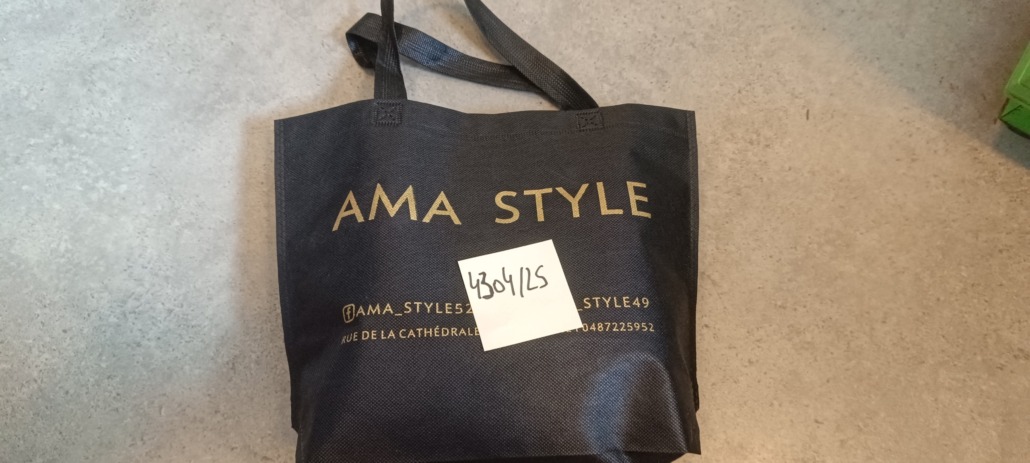 AMA STYLE
4304/25
AMA_STYLE52 _STYLE49
RUE DE LA CATHÉDRALE 0487225952